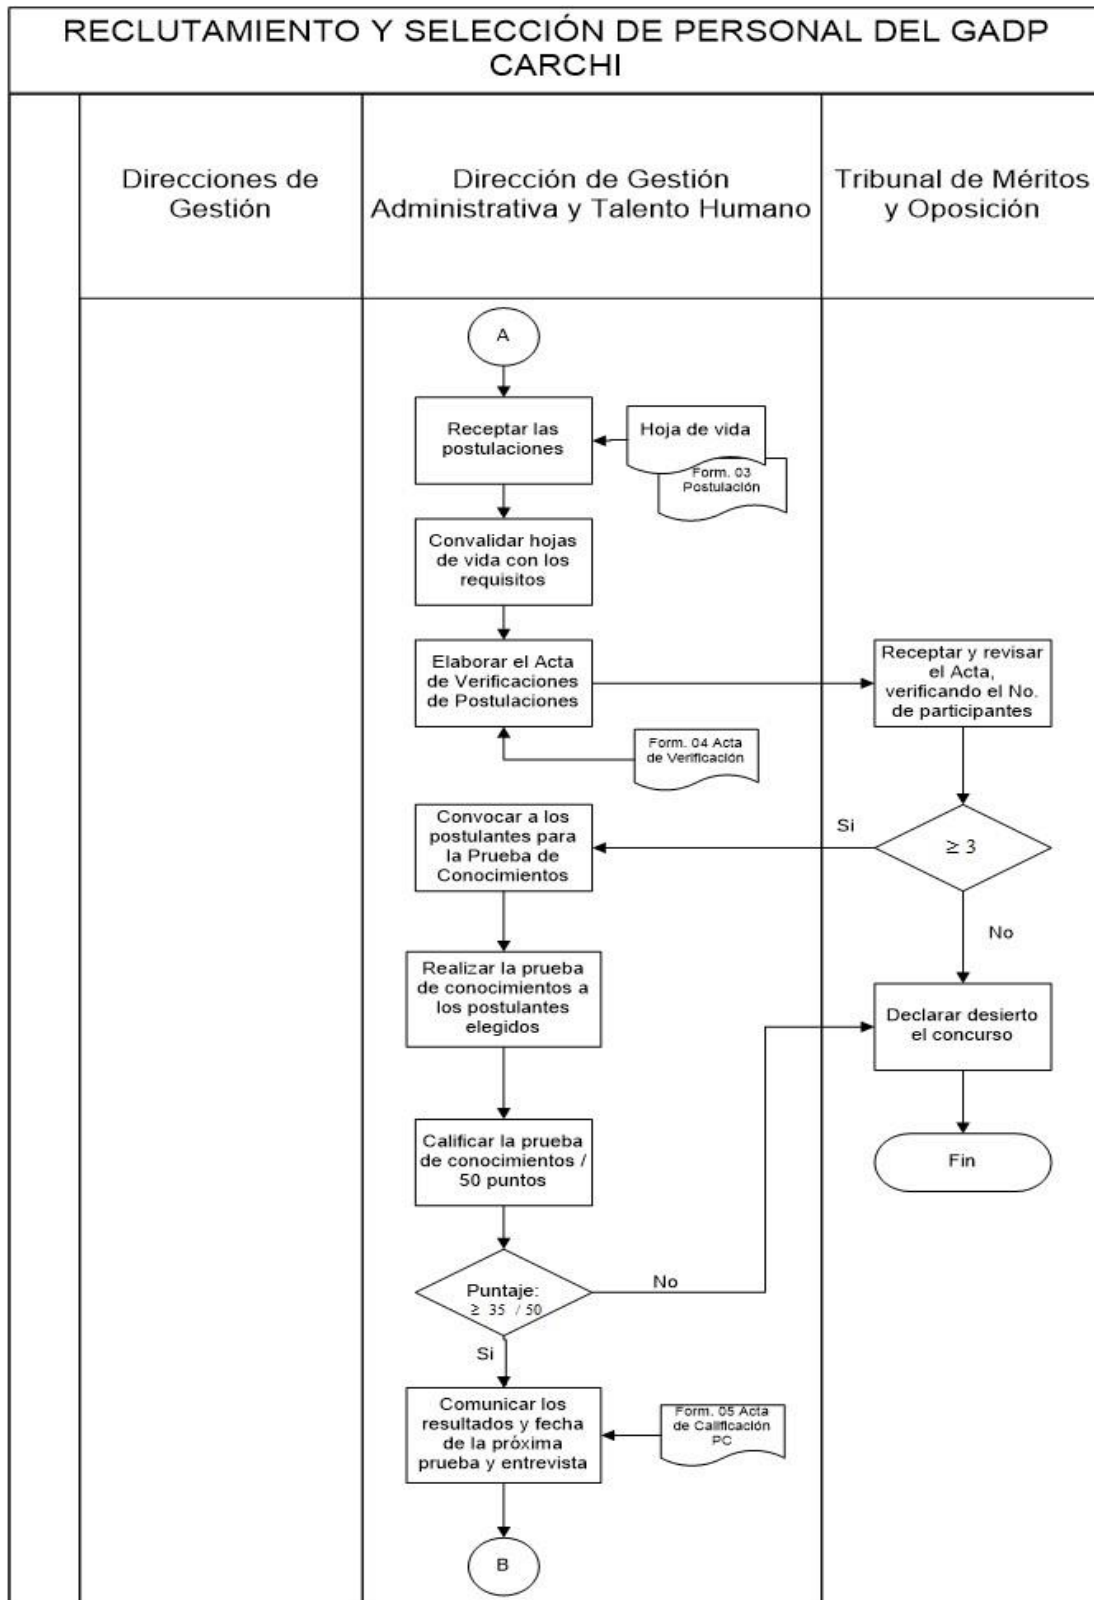 RECLUTAMIENTO Y SELECCIÓN DE PERSONAL DEL GADP
CARCHI
Direcciones de
Gestión
Dirección de Gestión
Administrativa y Talento Humano
Tribunal de Méritos
y Oposición
A
Receptar las
postulaciones
Hoja de vida
Form. 03
Postulación
Convalidar hojas
de vida con los
requisitos
Elaborar el Acta
de Verificaciones
de Postulaciones
Receptar y revisar
el Acta,
verificando el No.
de participantes
Form. 04 Acta
de Verificación
Convocar a los
postulantes para
la Prueba de
Conocimientos
Si
≥ 3
No
Realizar la prueba
de conocimientos a
los postulantes
elegidos
Declarar desierto
el concurso
Calificar la prueba
de conocimientos /
50 puntos
Fin
Puntaje:
≥ 35 / 50
No
Si
Comunicar los
resultados y fecha
de la próxima
prueba y entrevista
Form. 05 Acta
de Calificación
PC
B